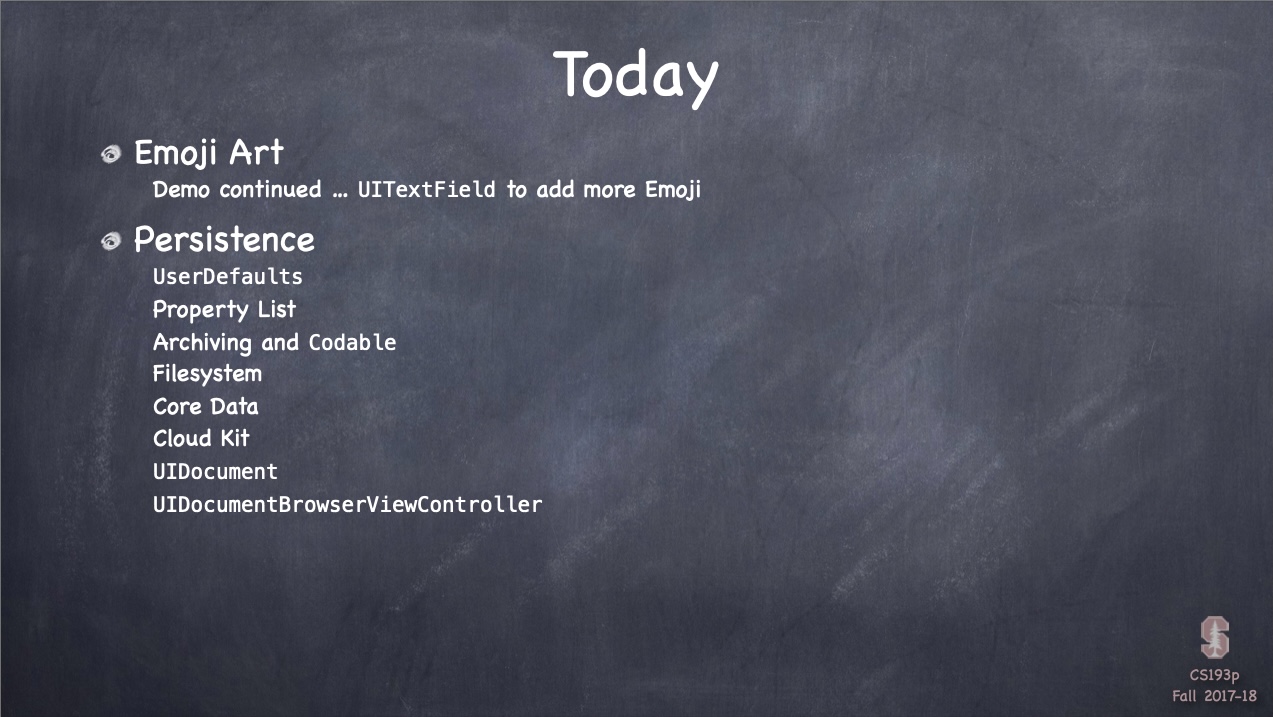 Today
Emoji Art
Demo continued ... UITextField to add more Emoji
Persistence
UserDefaults
Property List
Archiving and Codable
Filesystem
Core Data
Cloud Kit
UIDocument
UIDocumentBrowserViewController
S
CS193p
Fall 2017-18